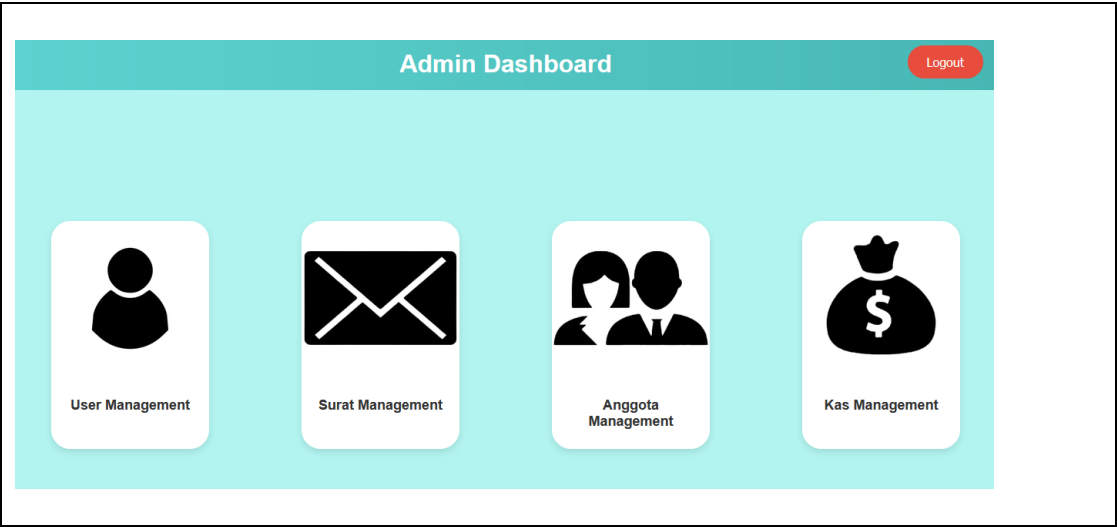 Admin Dashboard
Logout
$
User Management
Surat Management
Anggota
Management
Kas Management